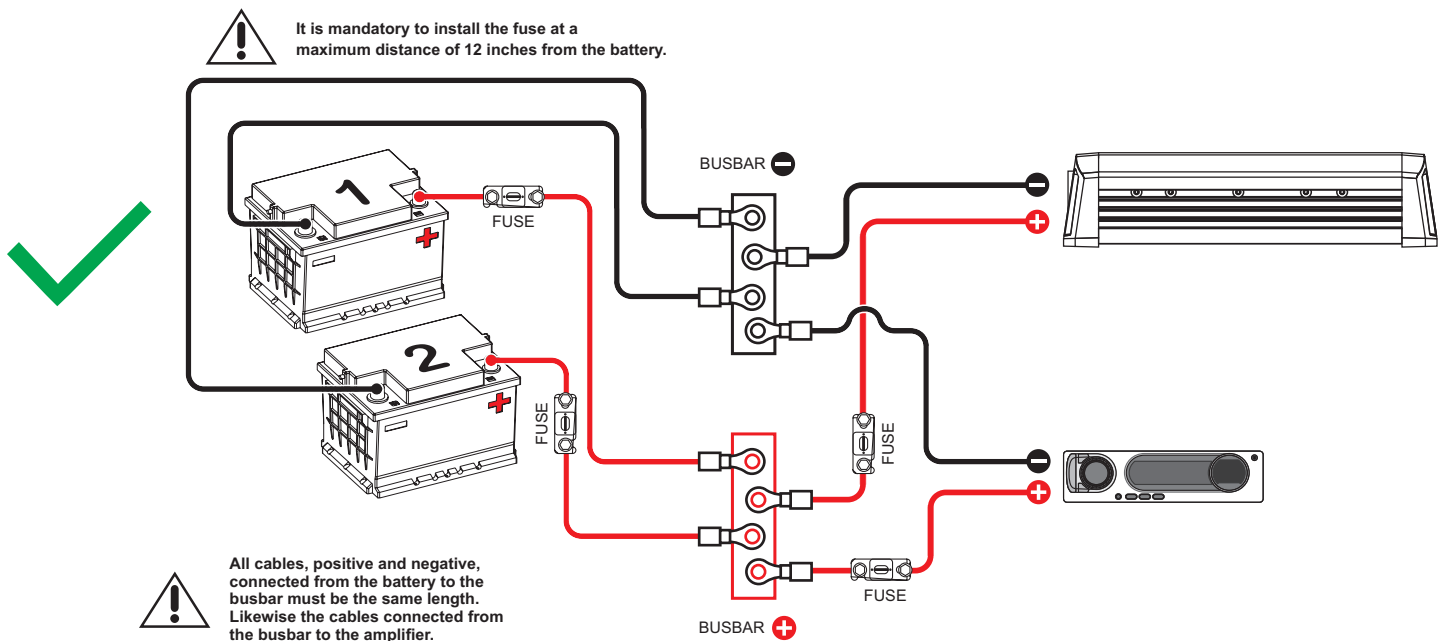 It is mandatory to install the fuse at a
maximum distance of 12 inches from the battery.
BUSBAR
1
FUSE
2
FUSE
FUSE
FUSE
All cables, positive and negative,
connected from the battery to the
busbar must be the same length.
Likewise the cables connected from
the busbar to the amplifier.
BUSBAR